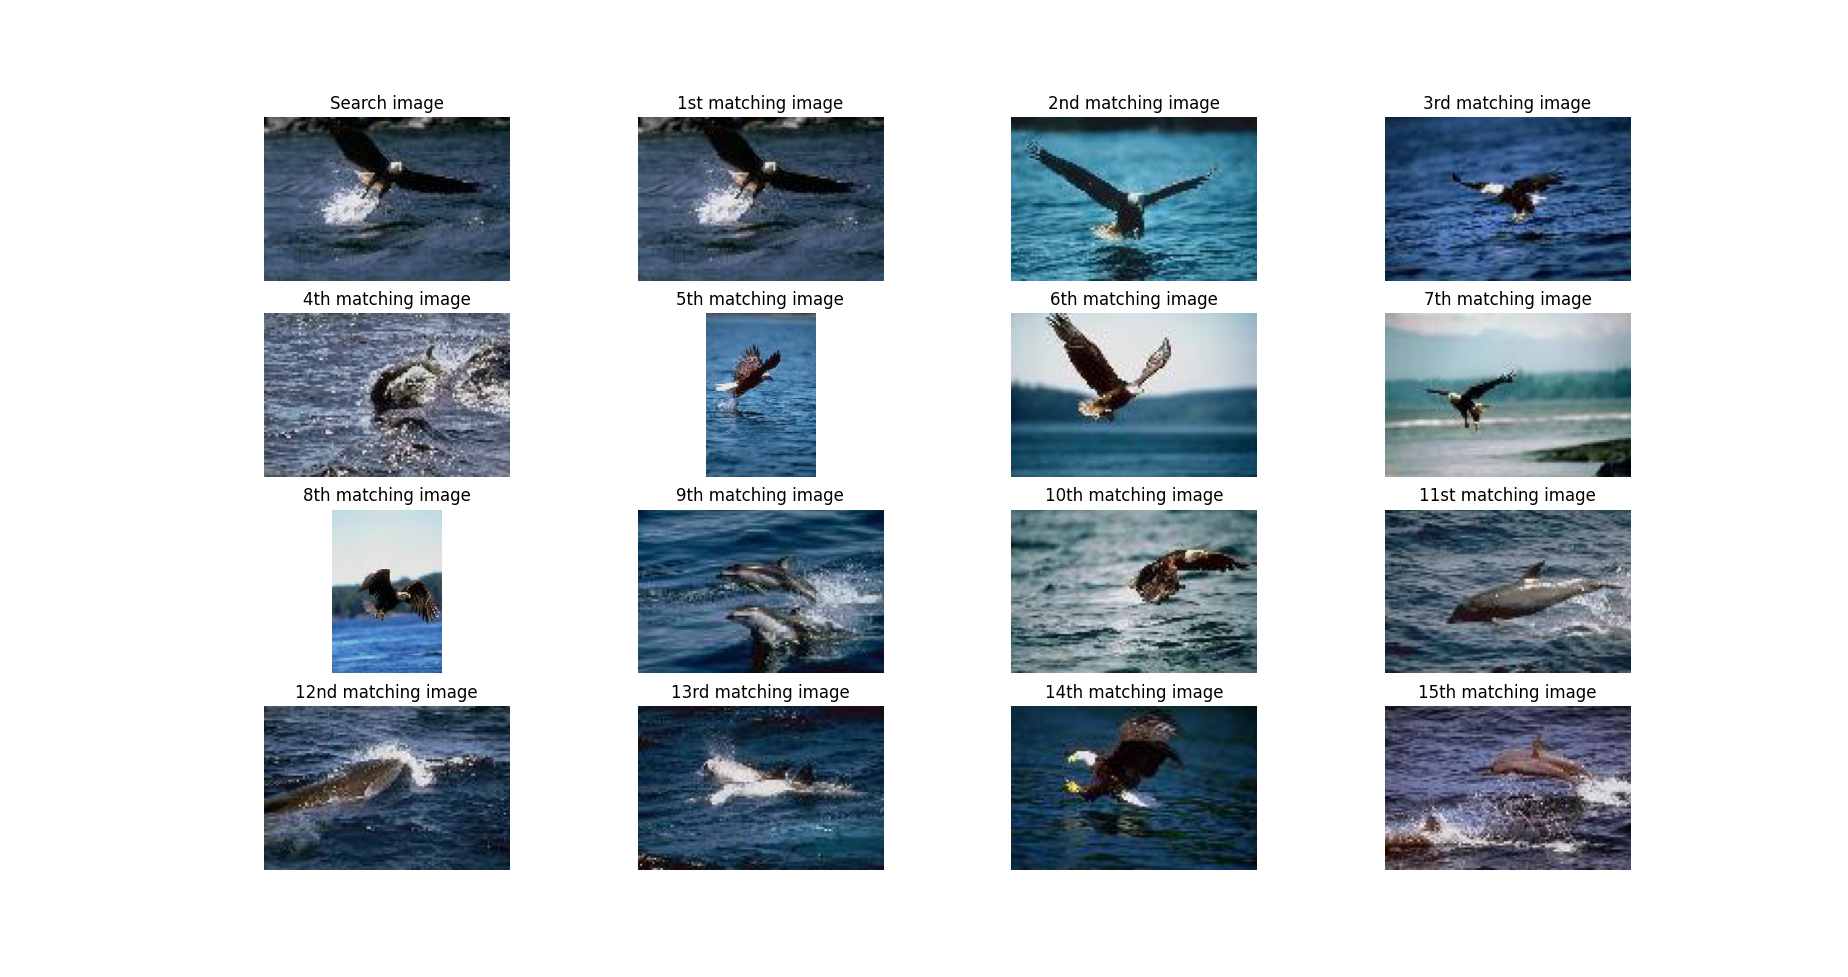 Search image
1st matching image
2nd matching image
3rd matching image
4th matching image
5th matching image
6th matching image
7th matching image
8th matching image
9th matching image
10th matching image
11st matching image
12nd matching image
13rd matching image
14th matching image
15th matching image